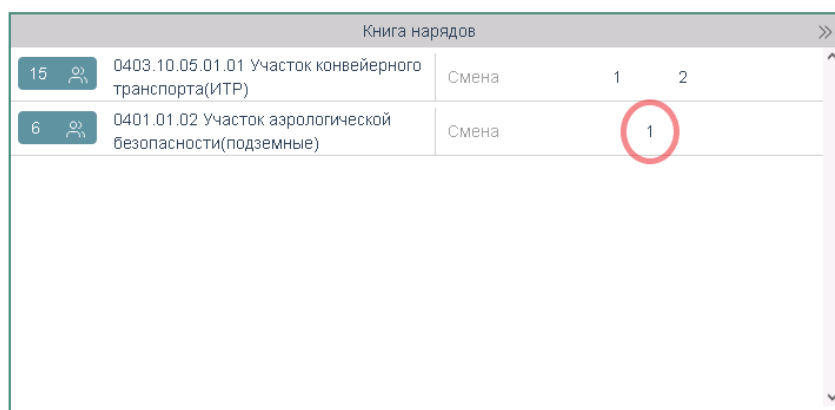 Книга нарядов
15 0403.10.05.01.01 Участок конвейерного
транспорта(ИТР)
Смена 1 2
6 0401.01.02 Участок аэрологической
безопасности(подземные)
Смена 1